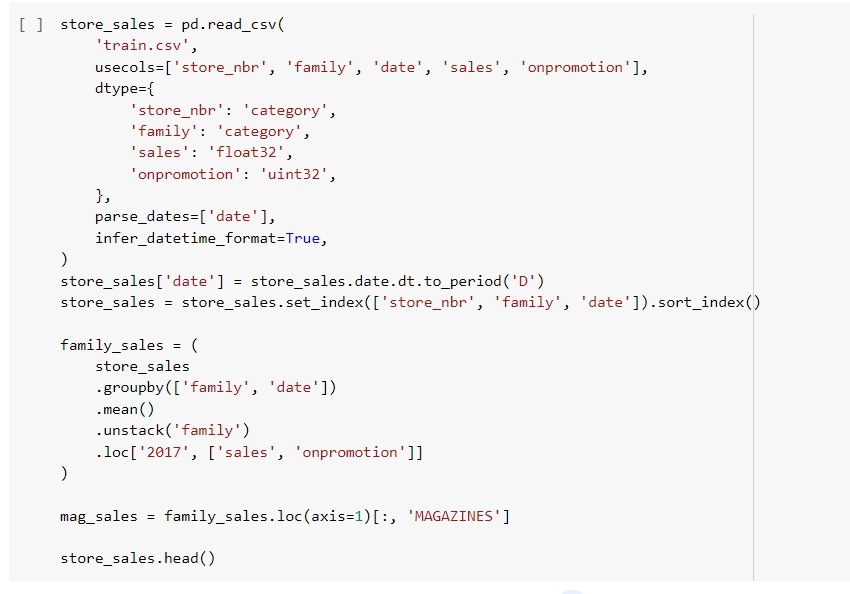 [ ] store_sales = pd.read_csv(
'train.csv',
usecols=['store_nbr', 'family', 'date', 'sales', 'onpromotion'],
dtype={
'store_nbr': 'category',
'family': 'category',
'sales': 'float32',
'onpromotion': 'uint32',
},
parse_dates=['date'],
infer_datetime_format=True,
)
store_sales['date'] = store_sales.date.dt.to_period('D')
store_sales = store_sales.set_index(['store_nbr', 'family', 'date']).sort_index()
family_sales = (
store_sales
.groupby(['family', 'date'])
.mean()
.unstack('family')
.loc['2017', ['sales', 'onpromotion']]
)
mag_sales = family_sales.loc(axis=1)[:, 'MAGAZINES']
store_sales.head()